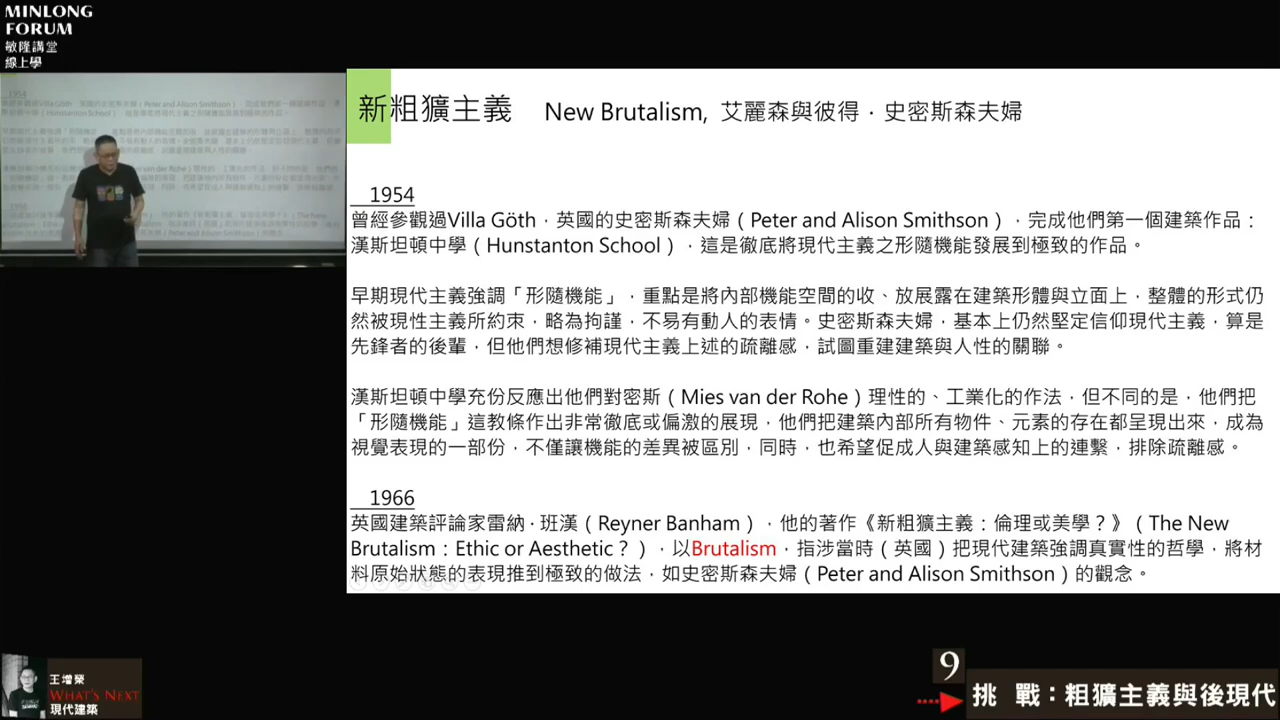 MINLONG
FORUM
敏隆講堂
線上學
新粗獷主義 New Brutalism, 艾麗森與彼得．史密斯森夫婦
1954
曾經參觀過Villa Göth．英國的史密斯森夫婦（Peter and Alison Smithson）．完成他們第一個建築作品：
漢斯坦頓中學（Hunstanton School）．這是徹底將現代主義之形隨機能發展到極致的作品。
早期現代主義強調「形隨機能」．重點是將內部機能空間的收、放展露在建築形體與立面上．整體的形式仍
然被現性主義所約束．略為拘謹．不易有動人的表情。史密斯森夫婦．基本上仍然堅定信仰現代主義．算是
先鋒者的後輩．但他們想修補現代主義上述的疏離感．試圖重建建築與人性的關聯。
漢斯坦頓中學充份反應出他們對密斯（Mies van der Rohe）理性的、工業化的作法．但不同的是．他們把
「形隨機能」這教條作出非常徹底或偏激的展現．他們把建築內部所有物件、元素的存在都呈現出來．成為
視覺表現的一部份．不僅讓機能的差異被區別．同時．也希望促成人與建築感知上的連繫．排除疏離感。
1966
英國建築評論家雷納·班漢（Reyner Banham）．他的著作《新粗獷主義：倫理或美學？》（The New
Brutalism：Ethic or Aesthetic？）．以Brutalism．指涉當時（英國）把現代建築強調真實性的哲學．將材
料原始狀態的表現推到極致的做法．如史密斯森夫婦（Peter and Alison Smithson）的觀念。
王增榮
WHAT'S NEXT
現代建築
9
挑 戰：粗獷主義與後現代